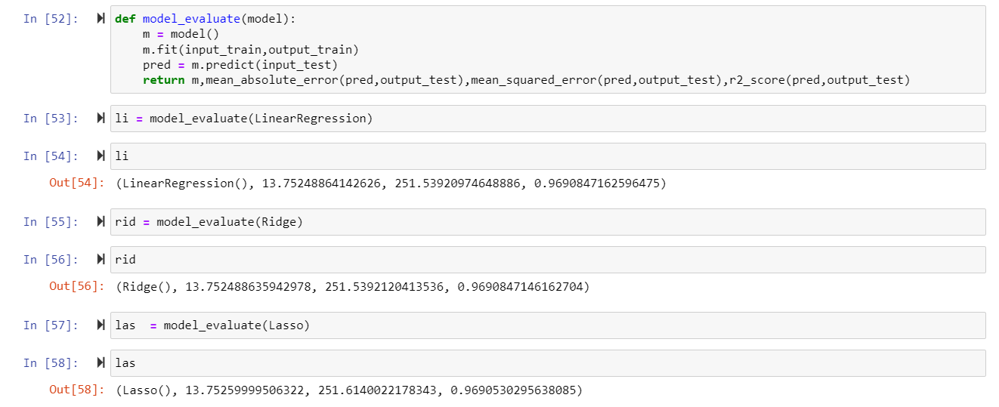 In [52]: def model_evaluate(model):
m = model()
m.fit(input_train,output_train)
pred = m.predict(input_test)
return m,mean_absolute_error(pred,output_test),mean_squared_error(pred,output_test),r2_score(pred,output_test)
In [53]: li = model_evaluate(LinearRegression)
In [54]: li
Out[54]: (LinearRegression(), 13.75248864142626, 251.53920974648886, 0.9690847162596475)
In [55]: rid = model_evaluate(Ridge)
In [56]: rid
Out[56]: (Ridge(), 13.752488635942978, 251.5392120413536, 0.9690847146162704)
In [57]: las  = model_evaluate(Lasso)
In [58]: las
Out[58]: (Lasso(), 13.75259999506322, 251.6140022178343, 0.9690530295638085)